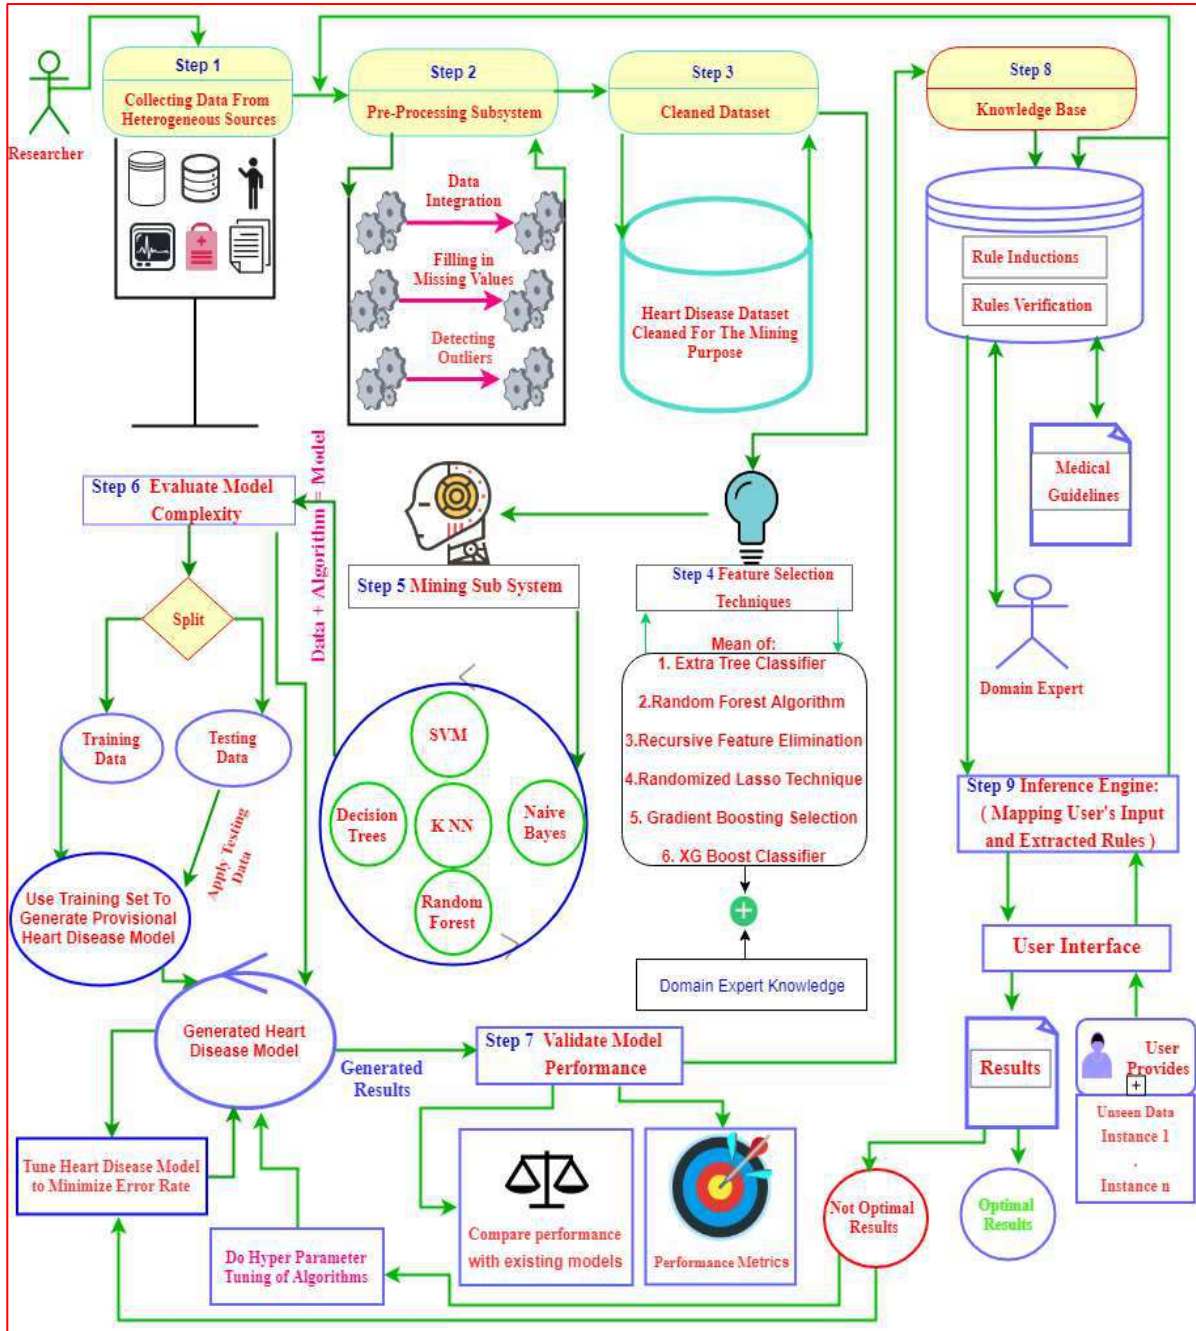 Step 1
Collecting Data From
Heterogeneous Sources
Researcher
Step 2
Pre-Processing Subsystem
Data
Integration
Filling in
Missing Values
Detecting
Outliers
Step 3
Cleaned Dataset
Heart Disease Dataset
Cleaned For The Mining
Purpose
Step 8
Knowledge Base
Rule Inductions
Rules Verification
Medical
Guidelines
Domain Expert
Step 4 Feature Selection
Techniques
Mean of:
1. Extra Tree Classifier
2.Random Forest Algorithm
3.Recursive Feature Elimination
4.Randomized Lasso Technique
5. Gradient Boosting Selection
6. XG Boost Classifier
Domain Expert Knowledge
Step 5 Mining Sub System
SVM
Decision
Trees
K NN
Naive
Bayes
Random
Forest
Data + Algorithm = Model
Step 6 Evaluate Model
Complexity
Split
Training
Data
Testing
Data
Apply Testing
Data
Use Training Set To
Generate Provisional
Heart Disease Model
Generated Heart
Disease Model
Generated
Results
Tune Heart Disease Model
to Minimize Error Rate
Do Hyper Parameter
Tuning of Algorithms
Step 7 Validate Model
Performance
Compare performance
with existing models
Performance Metrics
Step 9 Inference Engine:
( Mapping User's Input
and Extracted Rules )
User Interface
Results
User
Provides
Unseen Data
Instance 1
.
Instance n
Not Optimal
Results
Optimal
Results